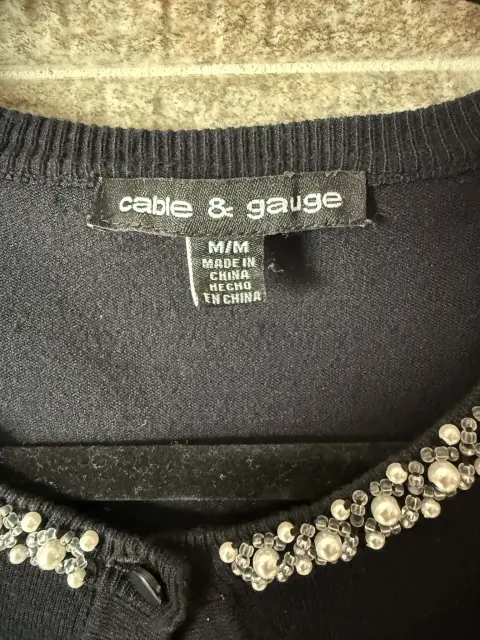 cable & gauge
M/M
MADE IN
CHINA
HECHO
EN CHINA